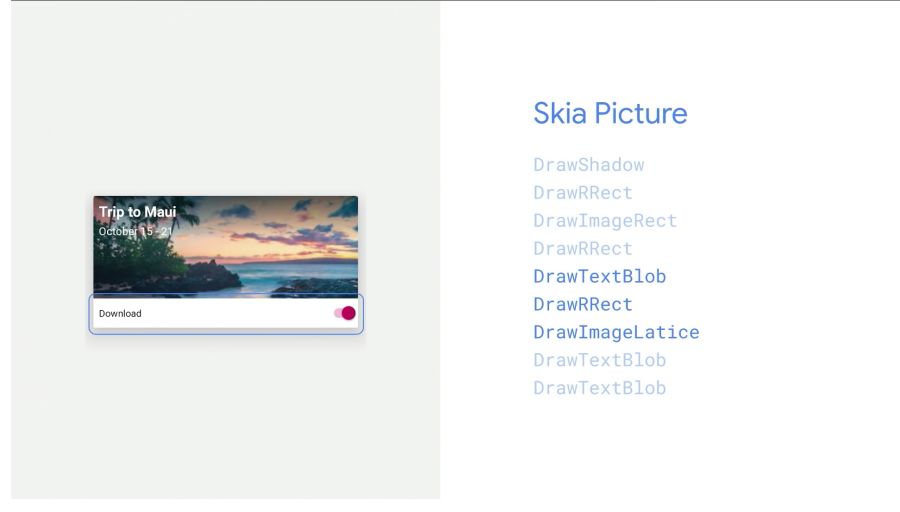 Trip to Maui
October 15 - 21
Download
Skia Picture
DrawShadow
DrawRRect
DrawImageRect
DrawRRect
DrawTextBlob
DrawRRect
DrawImageLatice
DrawTextBlob
DrawTextBlob